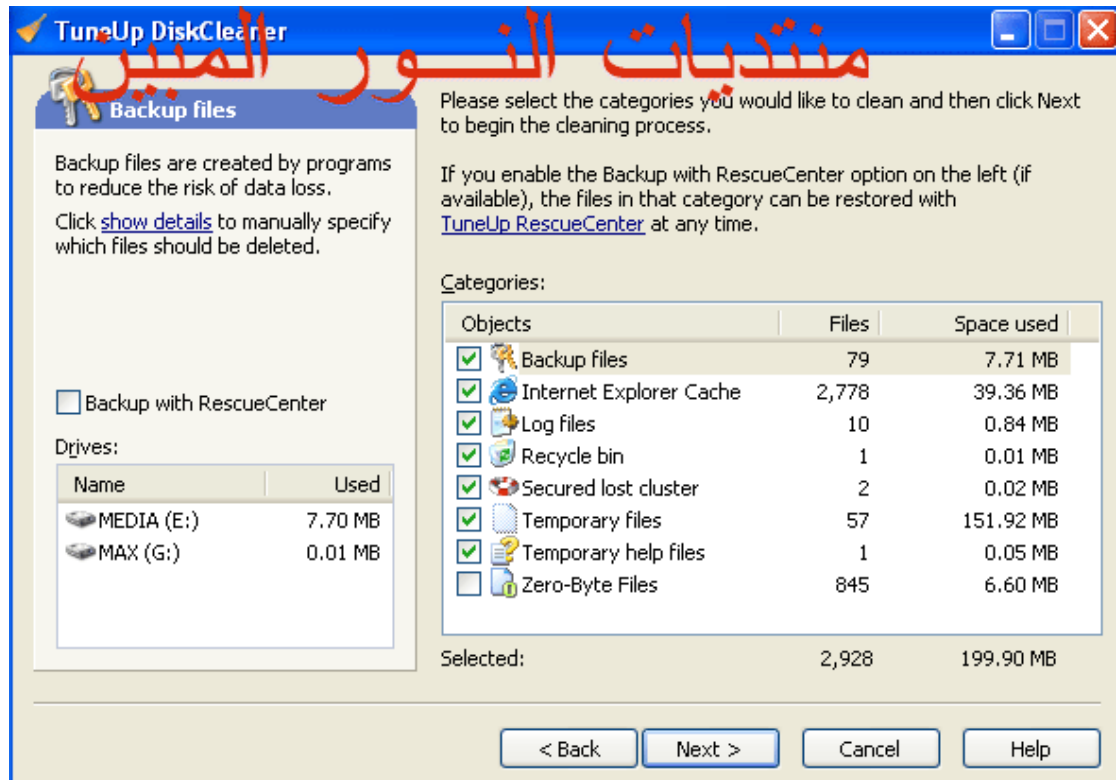 TuneUp DiskCleaner
منتديات النور المبين
Backup files
Backup files are created by programs
to reduce the risk of data loss.
Click show details to manually specify
which files should be deleted.
Backup with RescueCenter
Drives:
Name Used
MEDIA (E:) 7.70 MB
MAX (G:) 0.01 MB
Please select the categories you would like to clean and then click Next
to begin the cleaning process.
If you enable the Backup with RescueCenter option on the left (if
available), the files in that category can be restored with
TuneUp RescueCenter at any time.
Categories:
Objects Files Space used
Backup files 79 7.71 MB
Internet Explorer Cache 2,778 39.36 MB
Log files 10 0.84 MB
Recycle bin 1 0.01 MB
Secured lost cluster 2 0.02 MB
Temporary files 57 151.92 MB
Temporary help files 1 0.05 MB
Zero-Byte Files 845 6.60 MB
Selected: 2,928 199.90 MB
< Back Next > Cancel Help